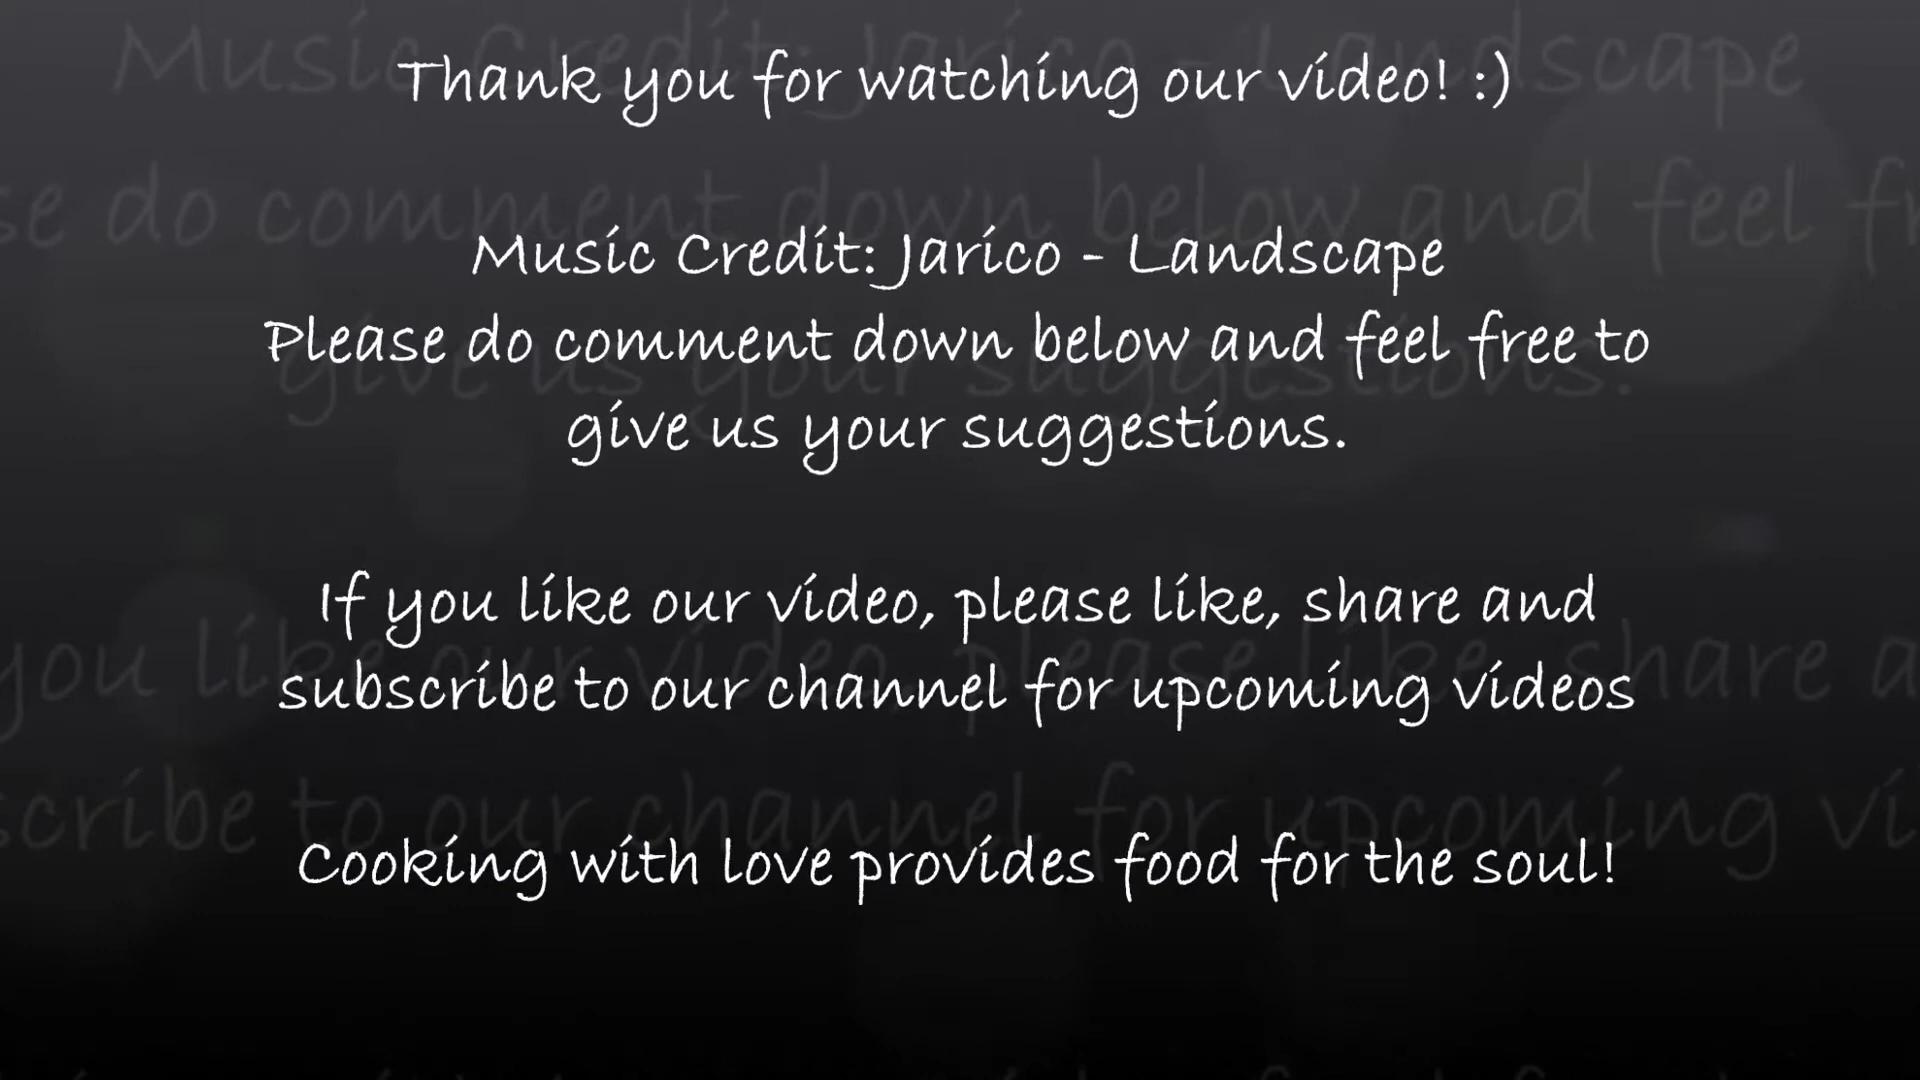 Thank you for watching our video! :)
Music Credit: Jarico - Landscape
Please do comment down below and feel free to
give us your suggestions.
If you like our video, please like, share and
subscribe to our channel for upcoming videos
Cooking with love provides food for the soul!